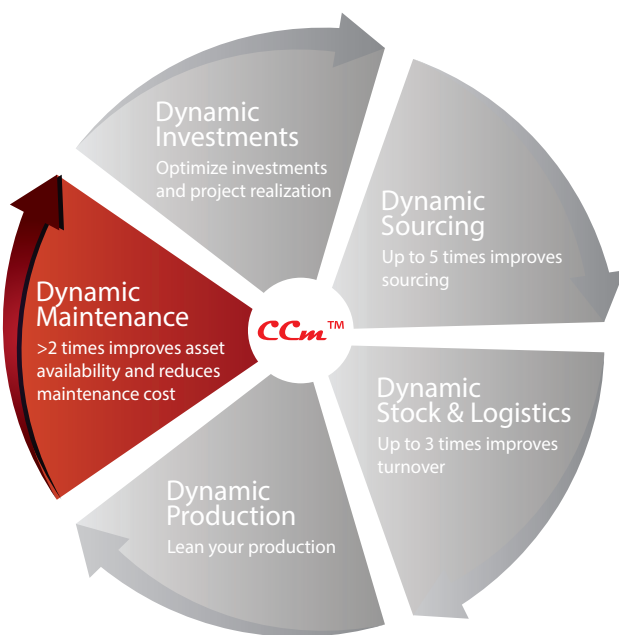 Dynamic
Investments
Optimize investments
and project realization
Dynamic
Sourcing
Up to 5 times improves
sourcing
Dynamic
Maintenance
>2 times improves asset
availability and reduces
maintenance cost
CCm™
Dynamic
Stock & Logistics
Up to 3 times improves
turnover
Dynamic
Production
Lean your production